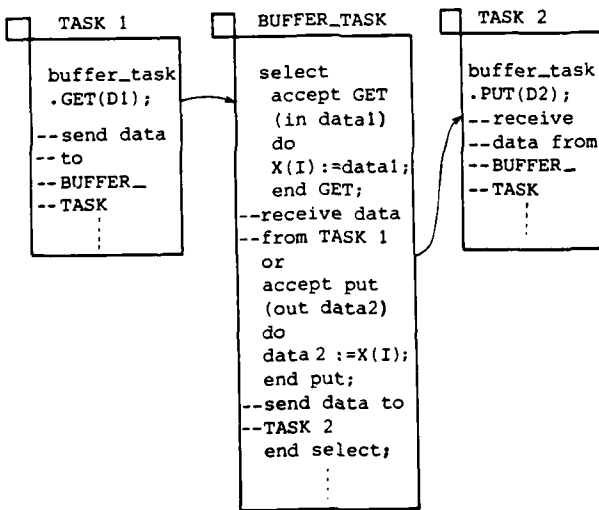 TASK 1
buffer_task
.GET(D1);
--send data
--to
--BUFFER_
--TASK
BUFFER_TASK
select
accept GET
(in data1)
do
X(I):=data1;
end GET;
--receive data
--from TASK 1
or
accept put
(out data2)
do
data 2 :=X(I);
end put;
--send data to
--TASK 2
end select;
TASK 2
buffer_task
.PUT(D2);
--receive
--data from
--BUFFER_
--TASK